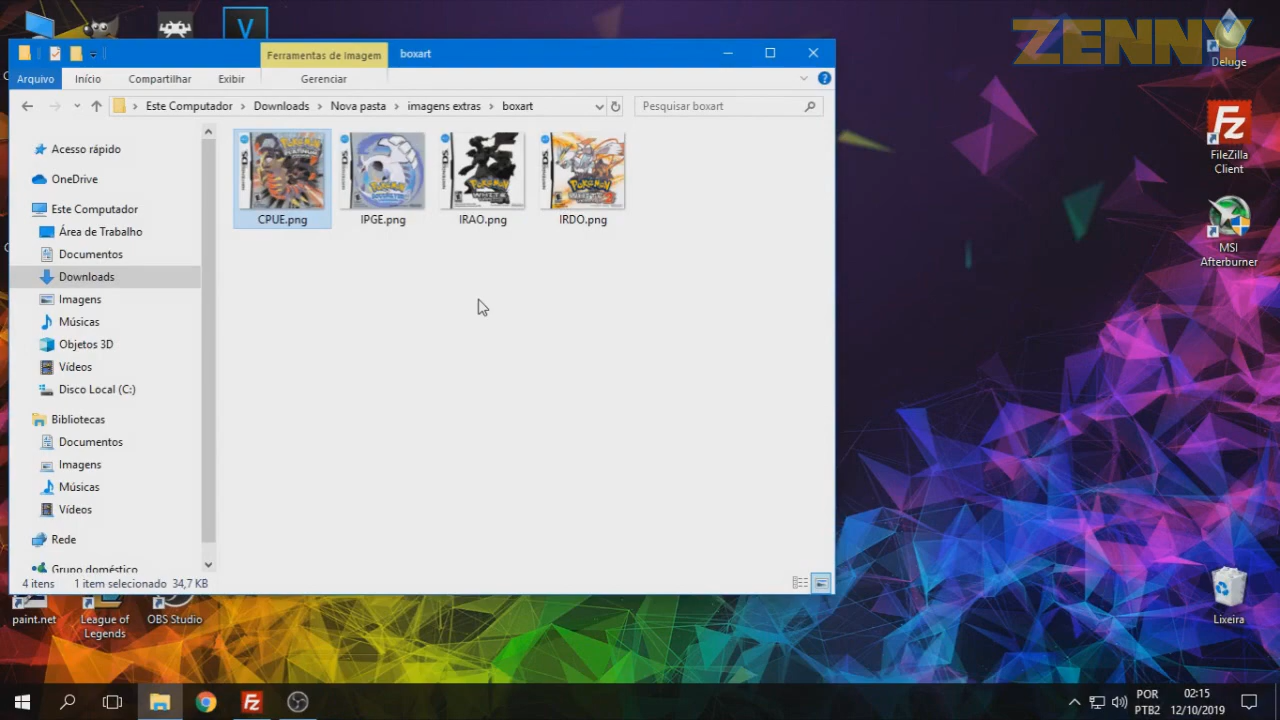 ZENNY
Ferramentas de Imagem
boxart
Arquivo
Início
Compartilhar
Exibir
Gerenciar
Este Computador
Downloads
Nova pasta
imagens extras
boxart
Pesquisar boxart
Acesso rápido
OneDrive
Este Computador
Área de Trabalho
Documentos
Downloads
Imagens
Músicas
Objetos 3D
Vídeos
Disco Local (C:)
Bibliotecas
Documentos
Imagens
Músicas
Vídeos
Rede
Grupo doméstico
CPUE.png
IPGE.png
IRAO.png
IRDO.png
4 itens
1 item selecionado 34,7 KB
Deluge
FileZilla
Client
MSI
Afterburner
Lixeira
paint.net
League of
Legends
OBS Studio
POR
PTB2
02:15
12/10/2019